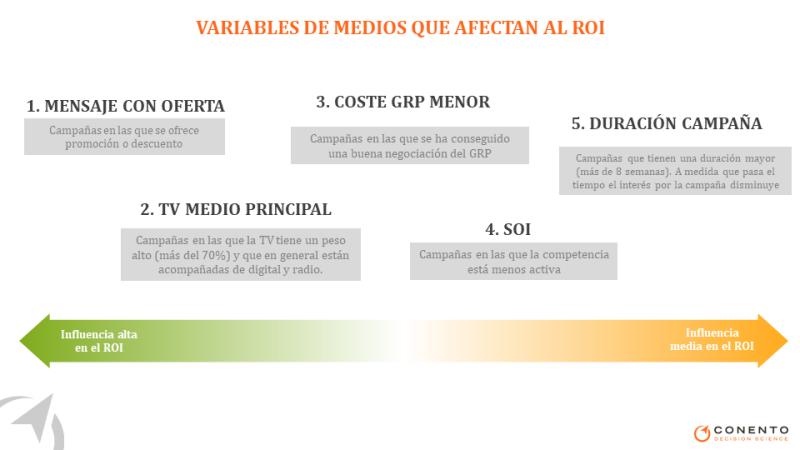 VARIABLES DE MEDIOS QUE AFECTAN AL ROI
1. MENSAJE CON OFERTA
Campañas en las que se ofrece
promoción o descuento
2. TV MEDIO PRINCIPAL
Campañas en las que la TV tiene un peso
alto (más del 70%) y que en general están
acompañadas de digital y radio.
3. COSTE GRP MENOR
Campañas en las que se ha conseguido
una buena negociación del GRP
4. SOI
Campañas en las que la competencia
está menos activa
5. DURACIÓN CAMPAÑA
Campañas que tienen una duración mayor
(más de 8 semanas). A medida que pasa el
tiempo el interés por la campaña disminuye
Influencia alta
en el ROI
Influencia
media en el ROI
CONENTO
DECISION SCIENCE